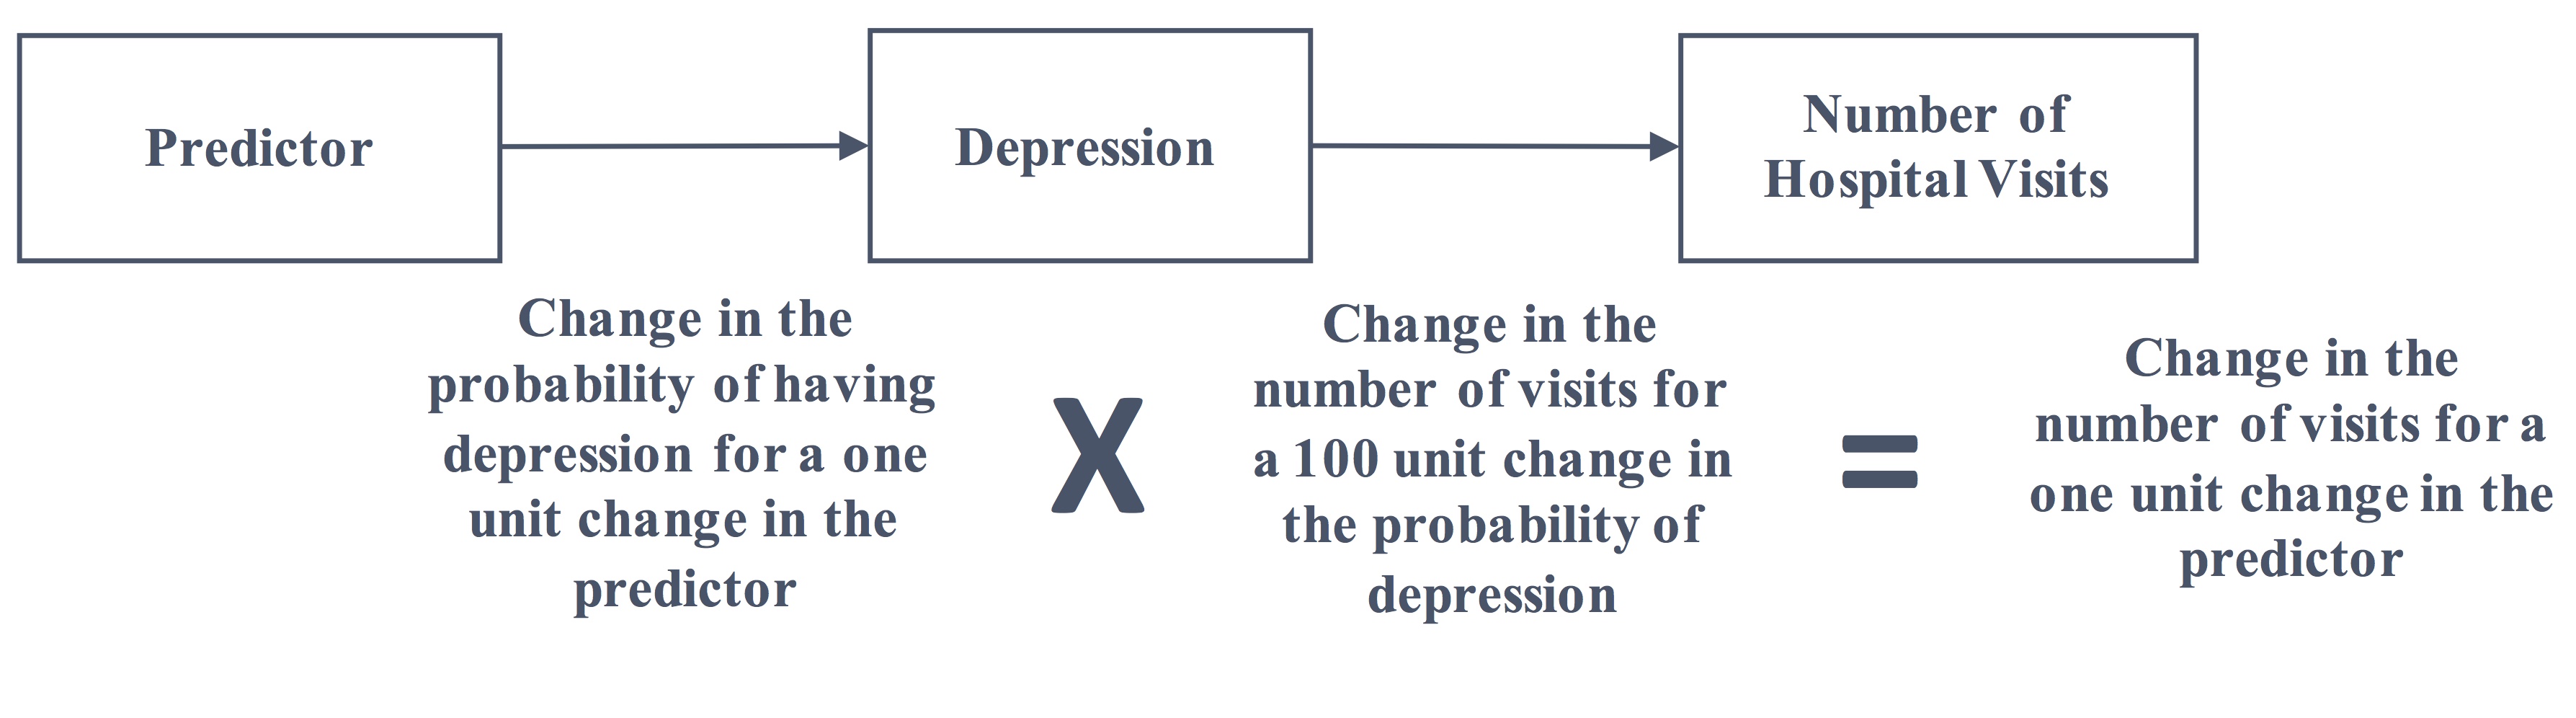 Predictor
Depression
Number of
Hospital Visits
Change in the
probability of having
depression for a one
unit change in the
predictor
X
Change in the
number of visits for
a 100 unit change in
the probability of
depression
=
Change in the
number of visits for a
one unit change in the
predictor